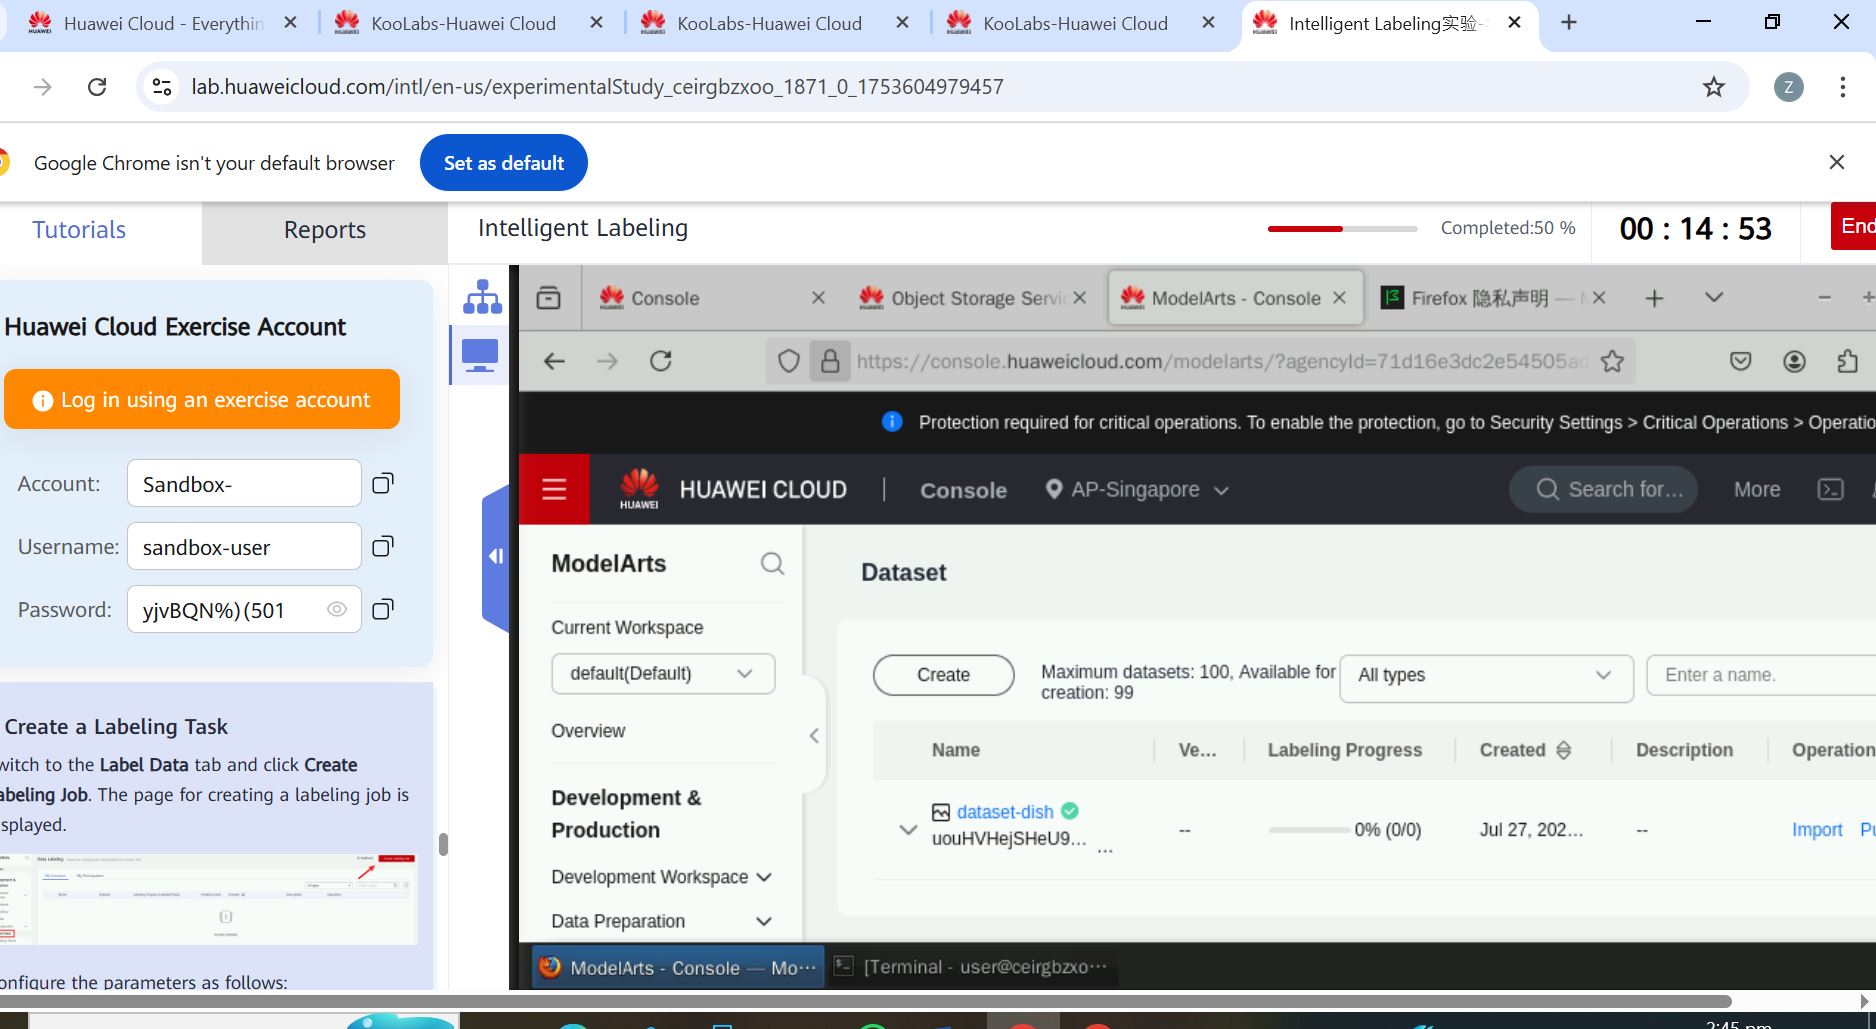 Huawei Cloud - Everythin
KooLabs-Huawei Cloud
KooLabs-Huawei Cloud
KooLabs-Huawei Cloud
Intelligent Labeling实验-
lab.huaweicloud.com/intl/en-us/experimentalStudy_ceirgbzxoo_1871_0_1753604979457
Z
Google Chrome isn't your default browser
Set as default
Tutorials
Reports
Intelligent Labeling
Completed:50 %
00 : 14 : 53
End
Huawei Cloud Exercise Account
Log in using an exercise account
Account:
Sandbox-
Username:
sandbox-user
Password:
yjvBQN%)(501
Create a Labeling Task
witch to the Label Data tab and click Create
abeling Job. The page for creating a labeling job is
splayed.
onfigure the parameters as follows:
Console
Object Storage Servic
ModelArts - Console
Firefox 隐私声明 — M
https://console.huaweicloud.com/modelarts/?agencyId=71d16e3dc2e54505ad
Protection required for critical operations. To enable the protection, go to Security Settings > Critical Operations > Operatio
HUAWEI
HUAWEI CLOUD
Console
AP-Singapore
Search for...
More
ModelArts
Current Workspace
default(Default)
Overview
Development &
Production
Development Workspace
Data Preparation
Dataset
Create
Maximum datasets: 100, Available for
creation: 99
All types
Enter a name.
Name
Ve...
Labeling Progress
Created
Description
Operation
dataset-dish
uouHVHejSHeU9... ...
--
0% (0/0)
Jul 27, 202...
--
Import
Pu
ModelArts - Console — Mo···
[Terminal - user@ceirgbzxo···
2:45 pm